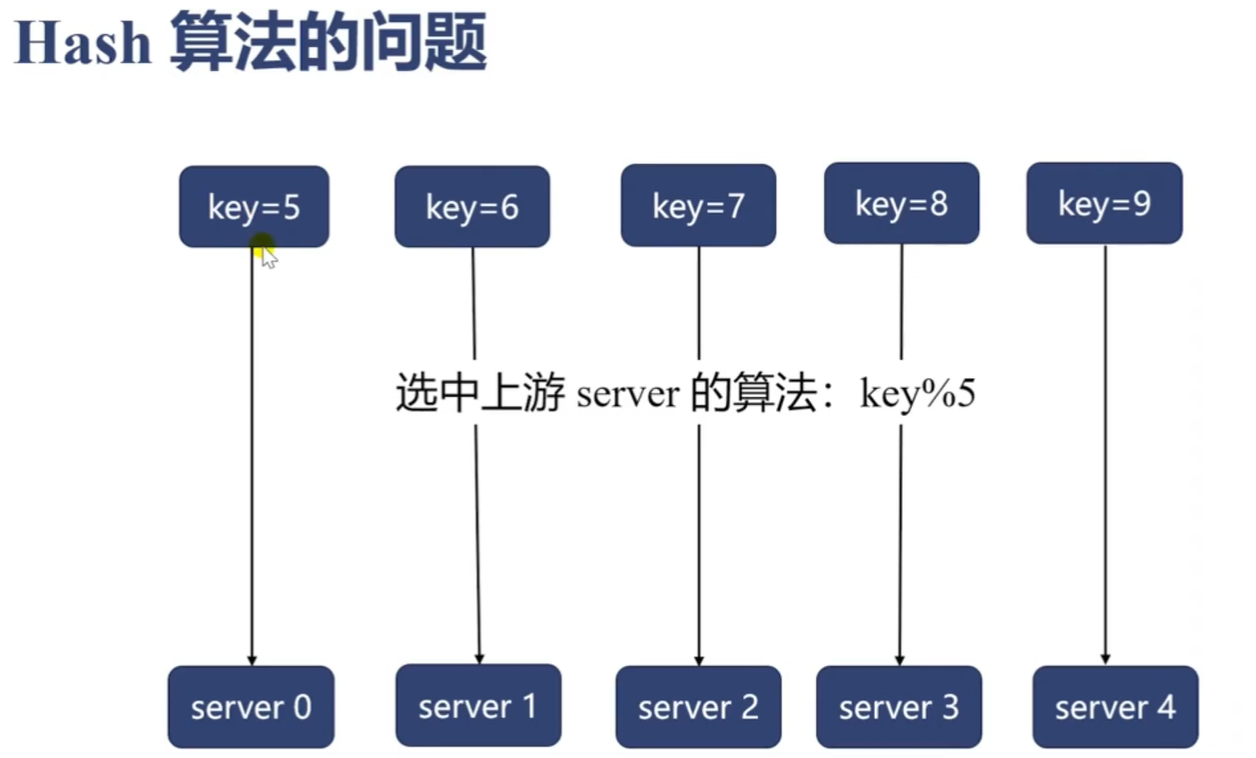 Hash 算法的问题
key=5
key=6
key=7
key=8
key=9
选中上游 server 的算法：key%5
server 0
server 1
server 2
server 3
server 4